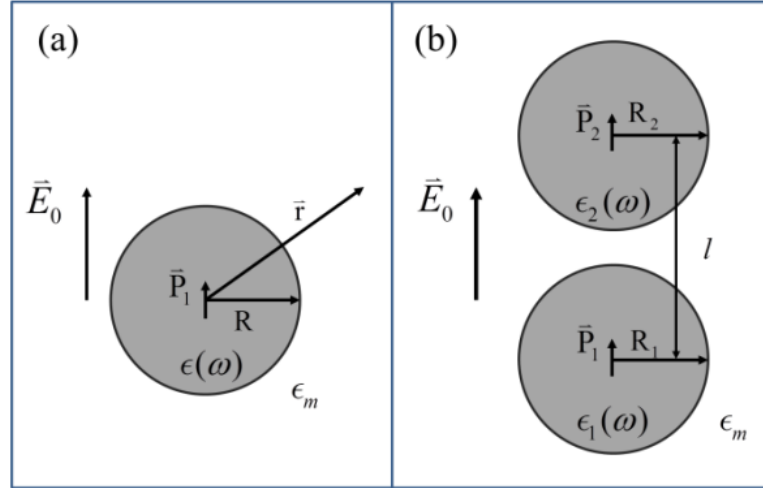 (a)
E⃗₀
r⃗
P⃗₁
R
ϵ(ω)
ϵₘ
(b)
P⃗₂ R₂
ϵ₂(ω)
E⃗₀
l
P⃗₁ R₁
ϵ₁(ω) ϵₘ